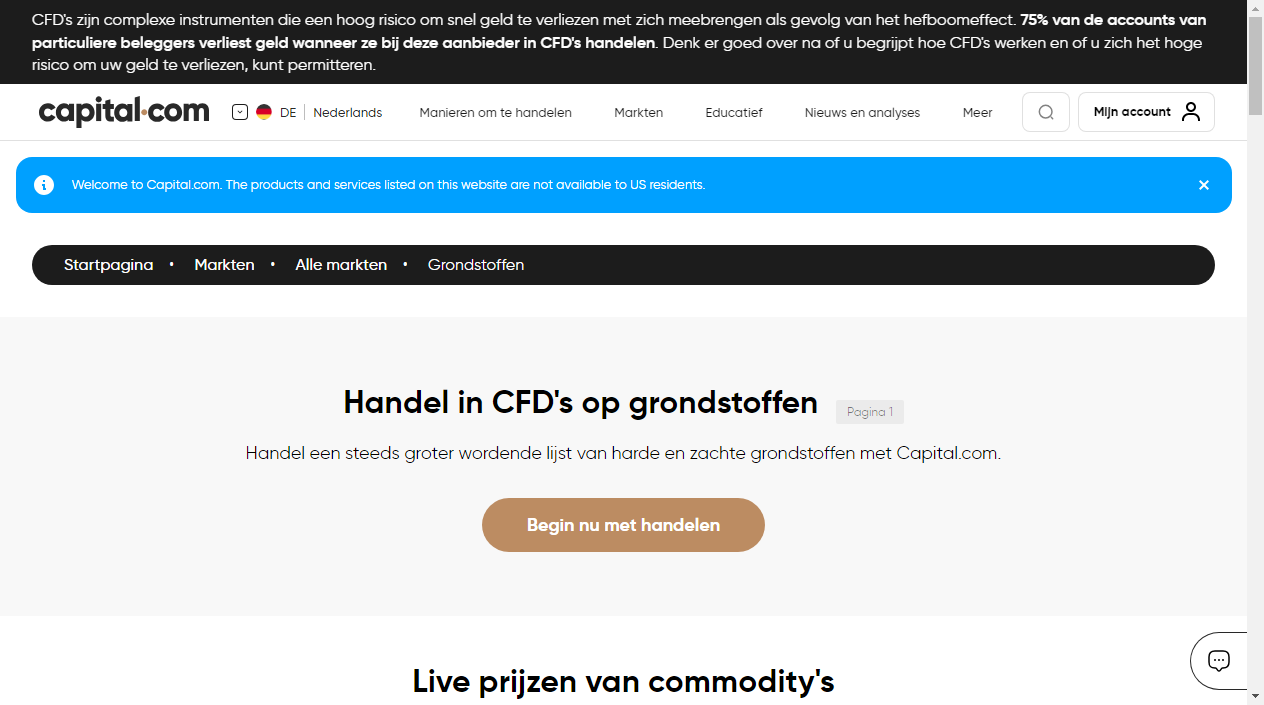 CFD's zijn complexe instrumenten die een hoog risico om snel geld te verliezen met zich meebrengen als gevolg van het hefboomeffect. 75% van de accounts van
particuliere beleggers verliest geld wanneer ze bij deze aanbieder in CFD's handelen. Denk er goed over na of u begrijpt hoe CFD's werken en of u zich het hoge
risico om uw geld te verliezen, kunt permitteren.
capital.com DE Nederlands Manieren om te handelen Markten Educatief Nieuws en analyses Meer Mijn account
Welcome to Capital.com. The products and services listed on this website are not available to US residents.
Startpagina • Markten • Alle markten • Grondstoffen
Handel in CFD's op grondstoffen Pagina 1
Handel een steeds groter wordende lijst van harde en zachte grondstoffen met Capital.com.
Begin nu met handelen
Live prijzen van commodity's